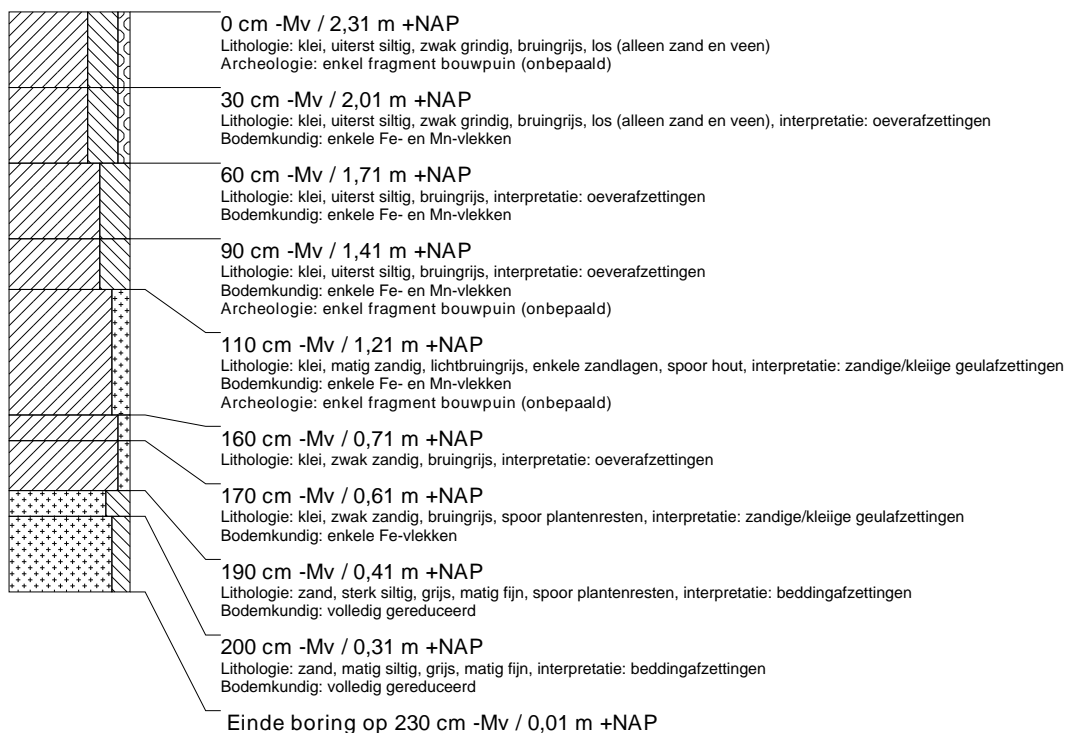 0 cm -Mv / 2,31 m +NAP
Lithologie: klei, uiterst siltig, zwak grindig, bruingrijs, los (alleen zand en veen)
Archeologie: enkel fragment bouwpuin (onbepaald)
30 cm -Mv / 2,01 m +NAP
Lithologie: klei, uiterst siltig, zwak grindig, bruingrijs, los (alleen zand en veen), interpretatie: oeverafzettingen
Bodemkundig: enkele Fe- en Mn-vlekken
60 cm -Mv / 1,71 m +NAP
Lithologie: klei, uiterst siltig, bruingrijs, interpretatie: oeverafzettingen
Bodemkundig: enkele Fe- en Mn-vlekken
90 cm -Mv / 1,41 m +NAP
Lithologie: klei, uiterst siltig, bruingrijs, interpretatie: oeverafzettingen
Bodemkundig: enkele Fe- en Mn-vlekken
Archeologie: enkel fragment bouwpuin (onbepaald)
110 cm -Mv / 1,21 m +NAP
Lithologie: klei, matig zandig, lichtbruingrijs, enkele zandlagen, spoor hout, interpretatie: zandige/kleiige geulafzettingen
Bodemkundig: enkele Fe- en Mn-vlekken
Archeologie: enkel fragment bouwpuin (onbepaald)
160 cm -Mv / 0,71 m +NAP
Lithologie: klei, zwak zandig, bruingrijs, interpretatie: oeverafzettingen
170 cm -Mv / 0,61 m +NAP
Lithologie: klei, zwak zandig, bruingrijs, spoor plantenresten, interpretatie: zandige/kleiige geulafzettingen
Bodemkundig: enkele Fe-vlekken
190 cm -Mv / 0,41 m +NAP
Lithologie: zand, sterk siltig, grijs, matig fijn, spoor plantenresten, interpretatie: beddingafzettingen
Bodemkundig: volledig gereduceerd
200 cm -Mv / 0,31 m +NAP
Lithologie: zand, matig siltig, grijs, matig fijn, interpretatie: beddingafzettingen
Bodemkundig: volledig gereduceerd
Einde boring op 230 cm -Mv / 0,01 m +NAP